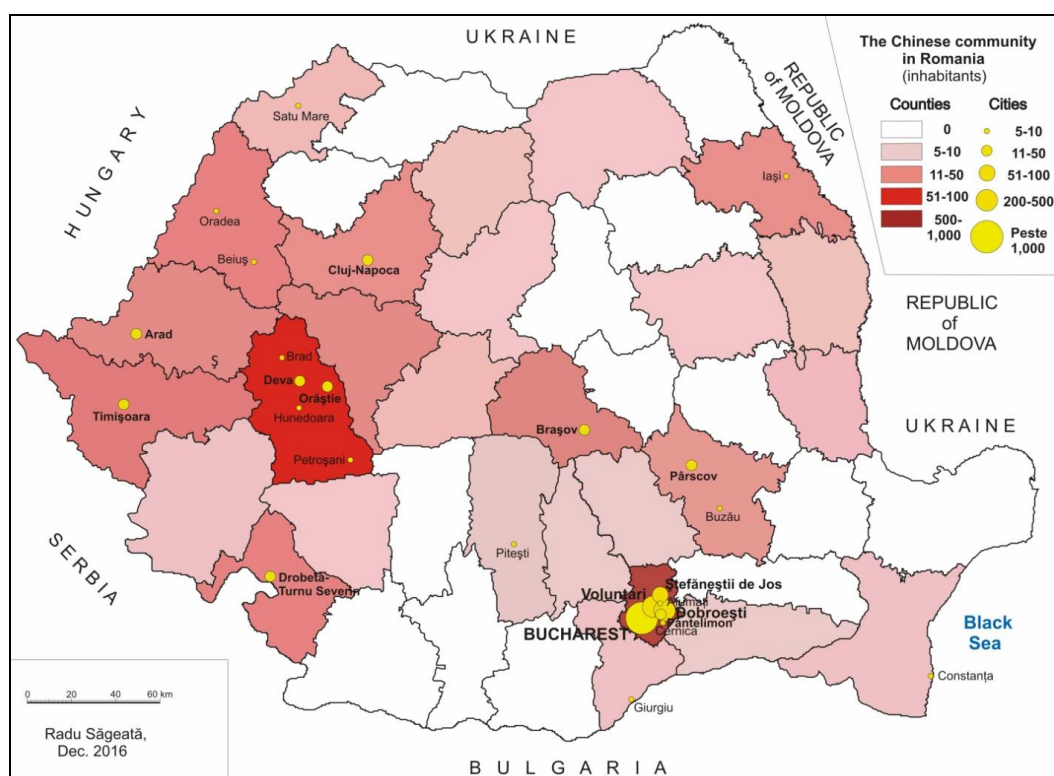 UKRAINE
The Chinese community
in Romania
(inhabitants)
Counties
Cities
0
5-10
5-10
11-50
11-50
51-100
51-100
200-500
500-
1,000
Peste
1,000
REPUBLIC
of MOLDOVA
HUNGARY
Satu Mare
Iași
Oradea
Beiuş
Cluj-Napoca
REPUBLIC
of
MOLDOVA
Arad
Ş
Brad
Deva
Orăştie
Hunedoara
Timişoara
Braşov
UKRAINE
Petroşani
Pârscov
Buzău
SERBIA
Piteşti
Drobeta-
Turnu Severin
Ştefăneştii de Jos
Voluntari
Afumați
Dobroeşti
Pantelimon
BUCHAREST
Cernica
Black
Sea
Constanța
Giurgiu
0 20 40 60 km
Radu Săgeată,
Dec. 2016
BULGARIA